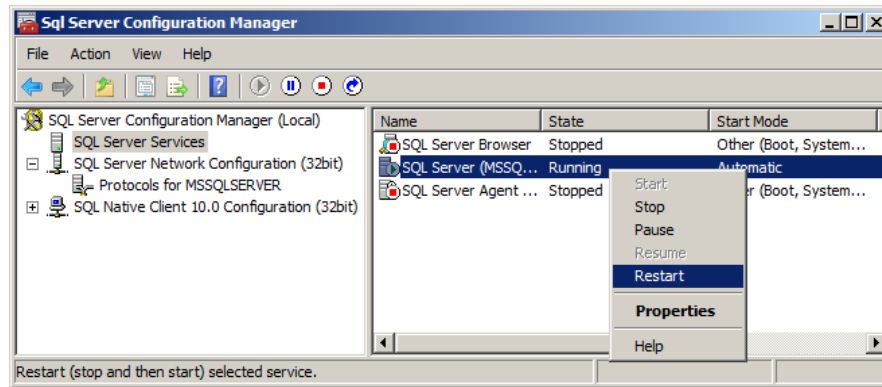 Sql Server Configuration Manager
File Action View Help
SQL Server Configuration Manager (Local)
SQL Server Services
SQL Server Network Configuration (32bit)
Protocols for MSSQLSERVER
SQL Native Client 10.0 Configuration (32bit)
Name State Start Mode
SQL Server Browser Stopped Other (Boot, System...
SQL Server (MSSQ... Running Automatic
SQL Server Agent ... Stopped r (Boot, System...
Start
Stop
Pause
Resume
Restart
Properties
Help
Restart (stop and then start) selected service.